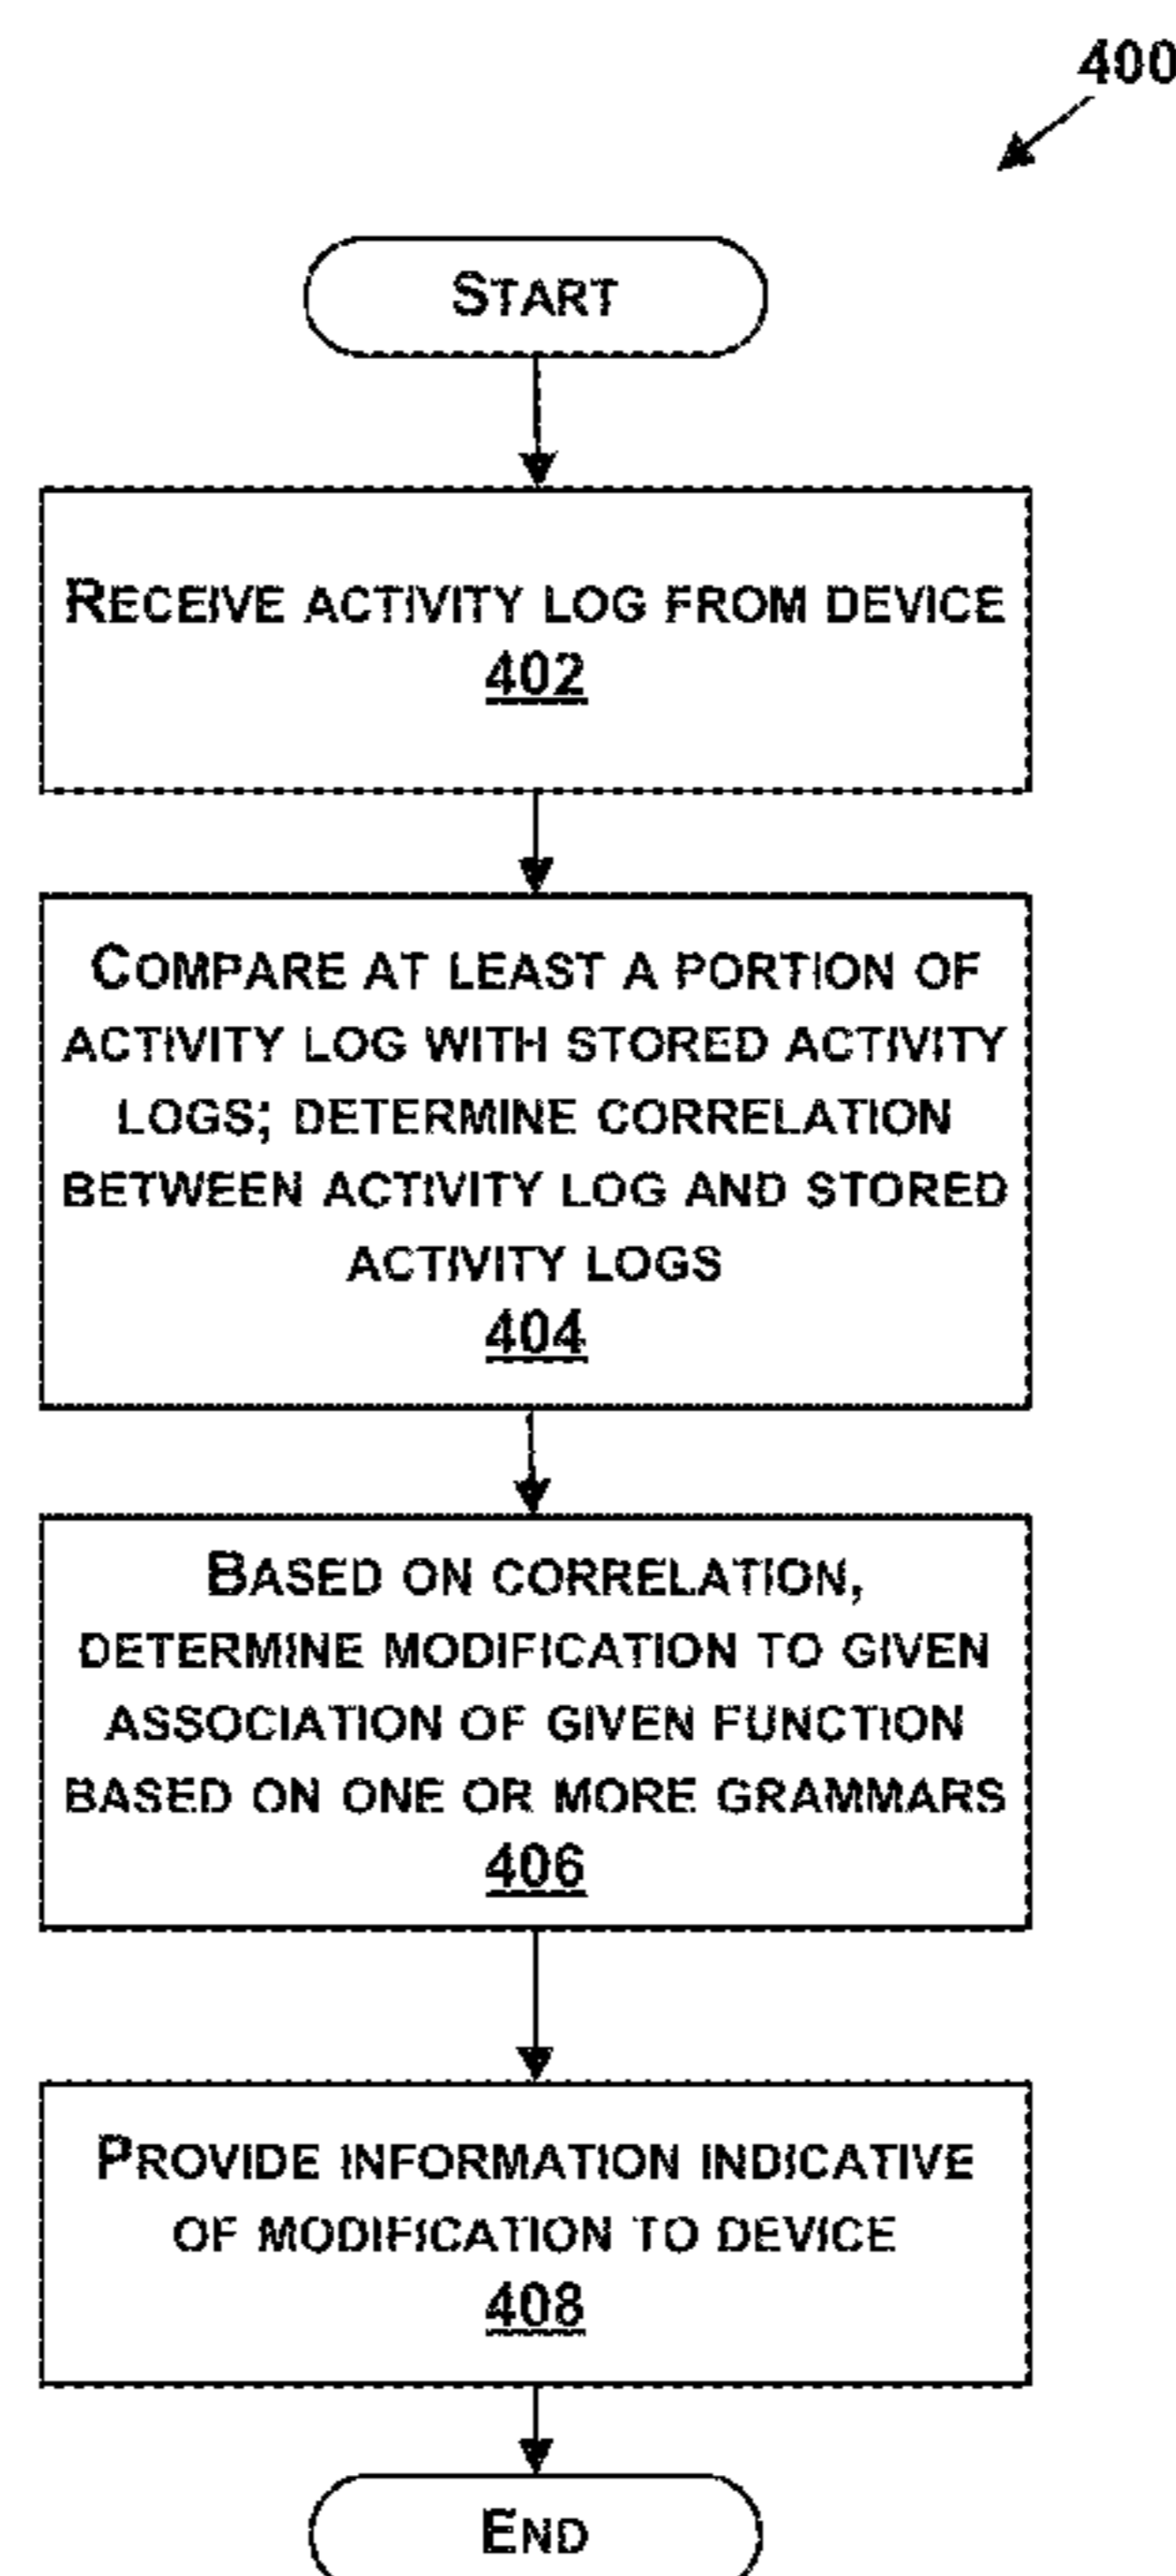 400
START
RECEIVE ACTIVITY LOG FROM DEVICE
402
COMPARE AT LEAST A PORTION OF
ACTIVITY LOG WITH STORED ACTIVITY
LOGS; DETERMINE CORRELATION
BETWEEN ACTIVITY LOG AND STORED
ACTIVITY LOGS
404
BASED ON CORRELATION,
DETERMINE MODIFICATION TO GIVEN
ASSOCIATION OF GIVEN FUNCTION
BASED ON ONE OR MORE GRAMMARS
406
PROVIDE INFORMATION INDICATIVE
OF MODIFICATION TO DEVICE
408
END